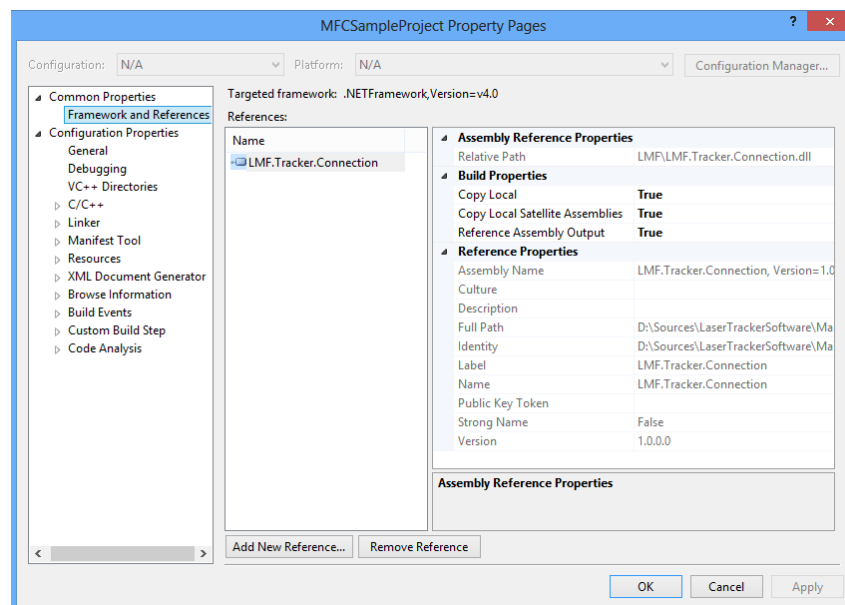 MFCSampleProject Property Pages
?
Configuration: N/A Platform: N/A Configuration Manager...
Common Properties
Framework and References
Configuration Properties
General
Debugging
VC++ Directories
C/C++
Linker
Manifest Tool
Resources
XML Document Generator
Browse Information
Build Events
Custom Build Step
Code Analysis
Targeted framework: .NETFramework,Version=v4.0
References:
Name
LMF.Tracker.Connection
Assembly Reference Properties
Relative Path LMF\LMF.Tracker.Connection.dll
Build Properties
Copy Local True
Copy Local Satellite Assemblies True
Reference Assembly Output True
Reference Properties
Assembly Name LMF.Tracker.Connection, Version=1.0
Culture
Description
Full Path D:\Sources\LaserTrackerSoftware\Ma
Identity D:\Sources\LaserTrackerSoftware\Ma
Label LMF.Tracker.Connection
Name LMF.Tracker.Connection
Public Key Token
Strong Name False
Version 1.0.0.0
Assembly Reference Properties
Add New Reference... Remove Reference
OK Cancel Apply